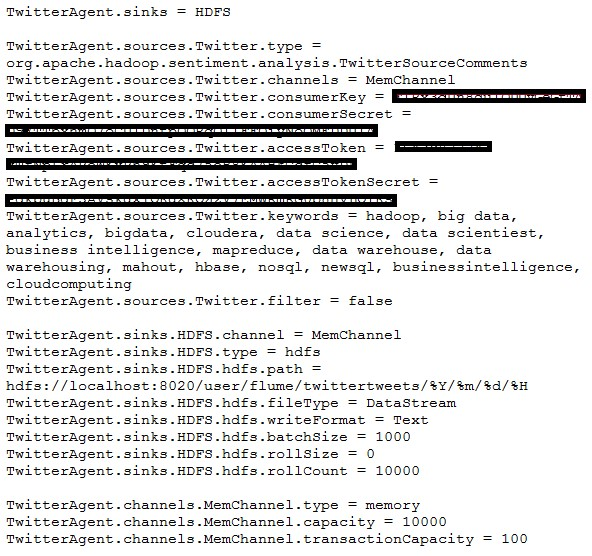 TwitterAgent.sinks = HDFS
TwitterAgent.sources.Twitter.type =
org.apache.hadoop.sentiment.analysis.TwitterSourceComments
TwitterAgent.sources.Twitter.channels = MemChannel
TwitterAgent.sources.Twitter.consumerKey =
TwitterAgent.sources.Twitter.consumerSecret =
TwitterAgent.sources.Twitter.accessToken =
TwitterAgent.sources.Twitter.accessTokenSecret =
TwitterAgent.sources.Twitter.keywords = hadoop, big data,
analytics, bigdata, cloudera, data science, data scientiest,
business intelligence, mapreduce, data warehouse, data
warehousing, mahout, hbase, nosql, newsql, businessintelligence,
cloudcomputing
TwitterAgent.sources.Twitter.filter = false
TwitterAgent.sinks.HDFS.channel = MemChannel
TwitterAgent.sinks.HDFS.type = hdfs
TwitterAgent.sinks.HDFS.hdfs.path =
hdfs://localhost:8020/user/flume/twittertweets/%Y/%m/%d/%H
TwitterAgent.sinks.HDFS.hdfs.fileType = DataStream
TwitterAgent.sinks.HDFS.hdfs.writeFormat = Text
TwitterAgent.sinks.HDFS.hdfs.batchSize = 1000
TwitterAgent.sinks.HDFS.hdfs.rollSize = 0
TwitterAgent.sinks.HDFS.hdfs.rollCount = 10000
TwitterAgent.channels.MemChannel.type = memory
TwitterAgent.channels.MemChannel.capacity = 10000
TwitterAgent.channels.MemChannel.transactionCapacity = 100